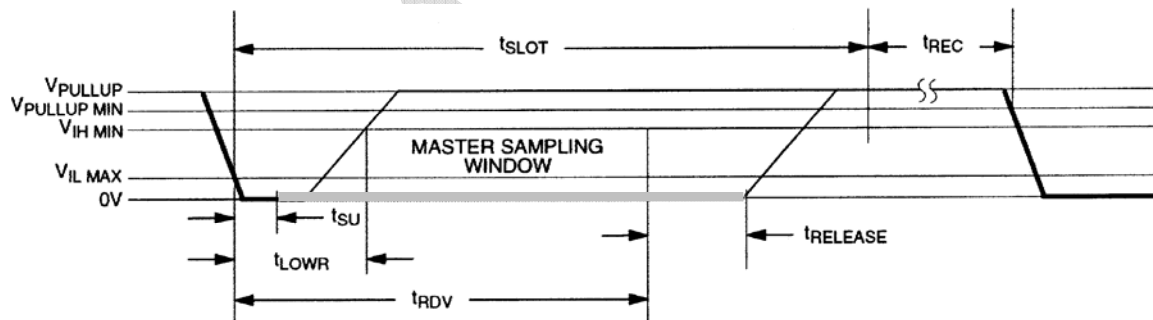 tSLOT
tREC
VPULLUP
VPULLUP MIN
VIH MIN
MASTER SAMPLING
WINDOW
VIL MAX
0V
tSU
tRELEASE
tLOWR
tRDV